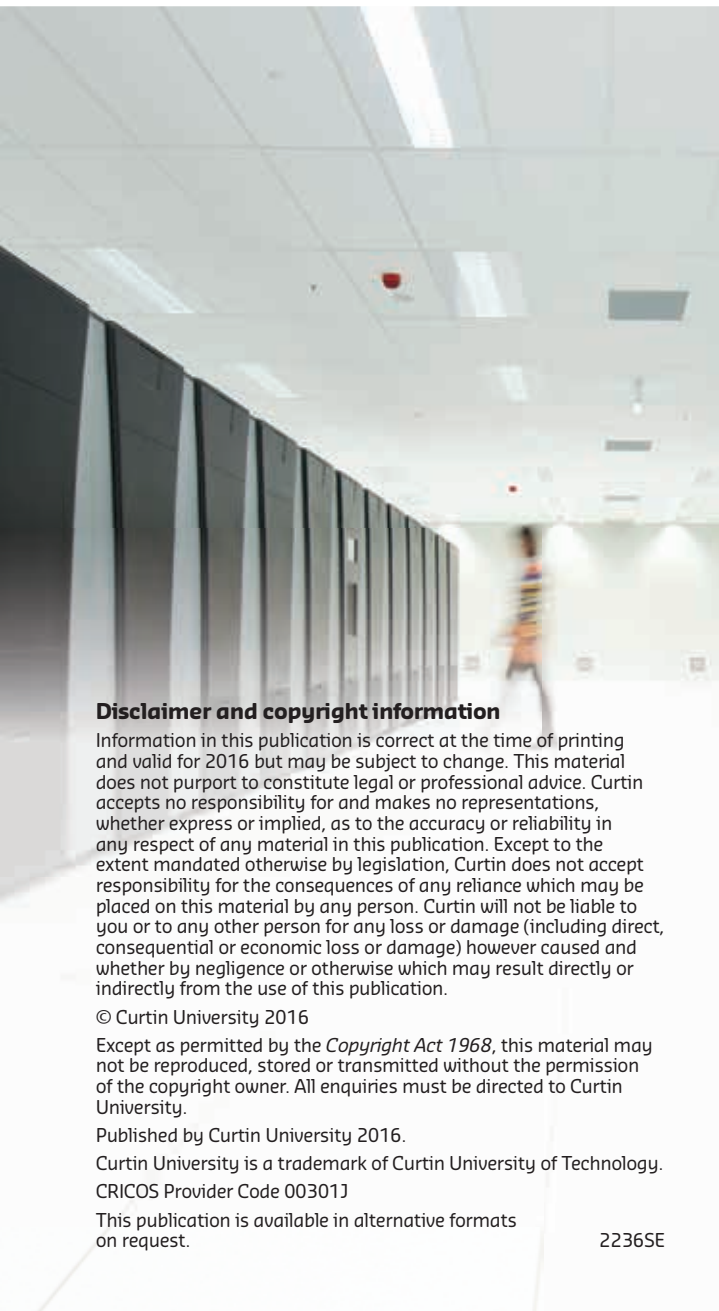 Disclaimer and copyright information
Information in this publication is correct at the time of printing
and valid for 2016 but may be subject to change. This material
does not purport to constitute legal or professional advice. Curtin
accepts no responsibility for and makes no representations,
whether express or implied, as to the accuracy or reliability in
any respect of any material in this publication. Except to the
extent mandated otherwise by legislation, Curtin does not accept
responsibility for the consequences of any reliance which may be
placed on this material by any person. Curtin will not be liable to
you or to any other person for any loss or damage (including direct,
consequential or economic loss or damage) however caused and
whether by negligence or otherwise which may result directly or
indirectly from the use of this publication.
© Curtin University 2016
Except as permitted by the Copyright Act 1968, this material may
not be reproduced, stored or transmitted without the permission
of the copyright owner. All enquiries must be directed to Curtin
University.
Published by Curtin University 2016.
Curtin University is a trademark of Curtin University of Technology.
CRICOS Provider Code 00301J
This publication is available in alternative formats
on request. 2236SE